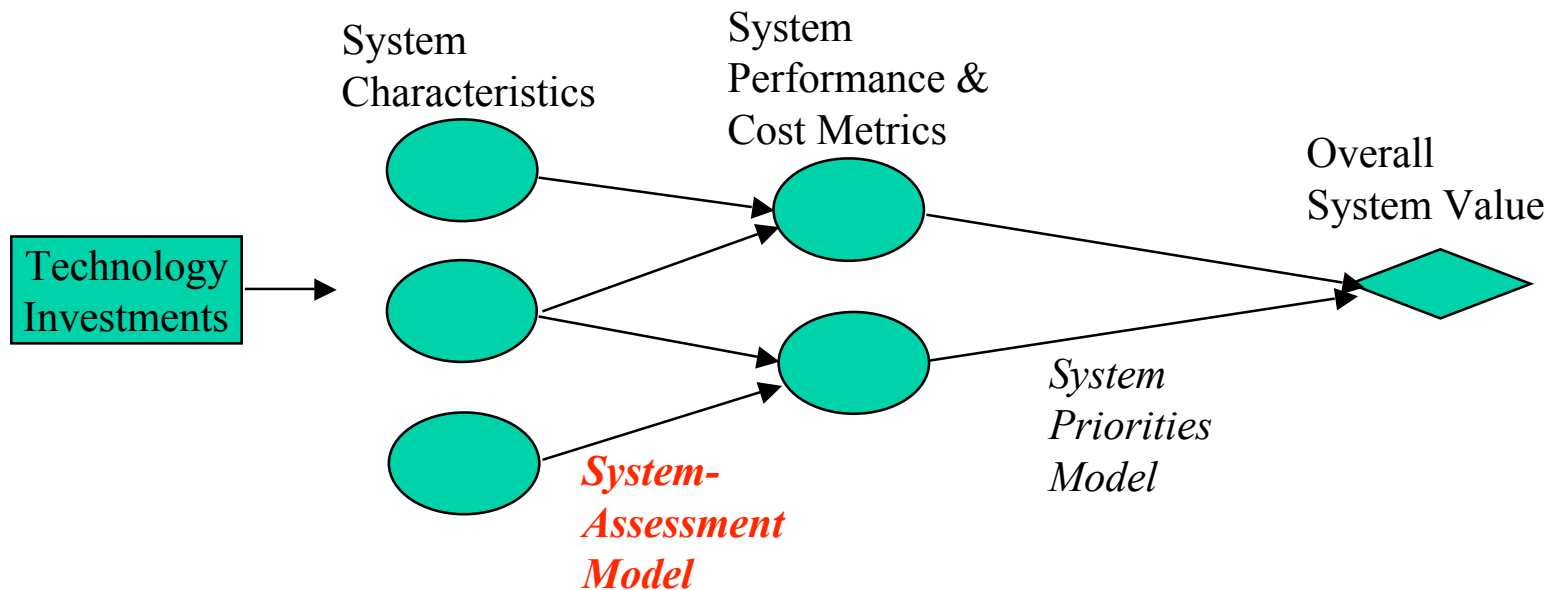 System
Characteristics
System
Performance &
Cost Metrics
Overall
System Value
Technology
Investments
System-
Assessment
Model
System
Priorities
Model